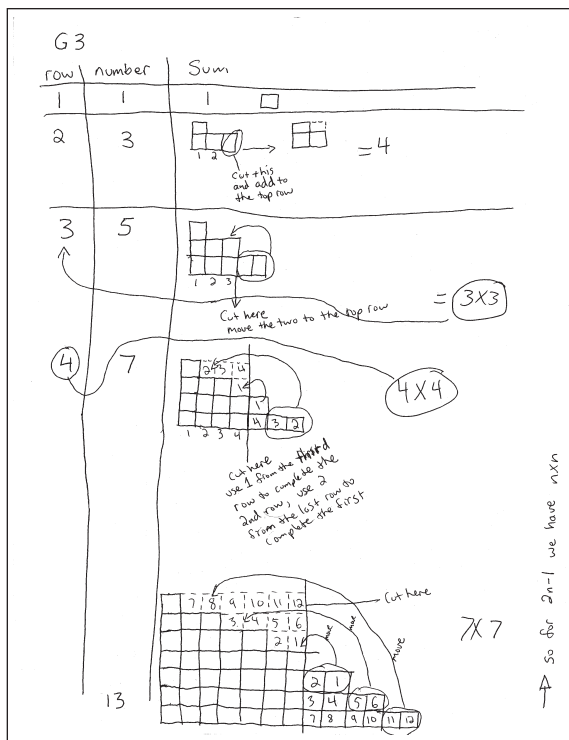 G3
row number Sum
1 1 1
2 3
1 2
= 4
cut this
and add to
the top row
3 5
1 2 3
Cut here
move the two to the top row
= 3x3
4 7
2 3 4
1
1
4 3 2
1 2 3 4
4x4
cut here
use 1 from the third
row to complete the
2nd row, use 2
from the last row to
complete the first
7 8 9 10 11 12
cut here
3 4 5 6
2 1
move
move
move
2 1
3 4 5 6
7 8 9 10 11 12
13
7x7
so for 2n-1 we have nxn